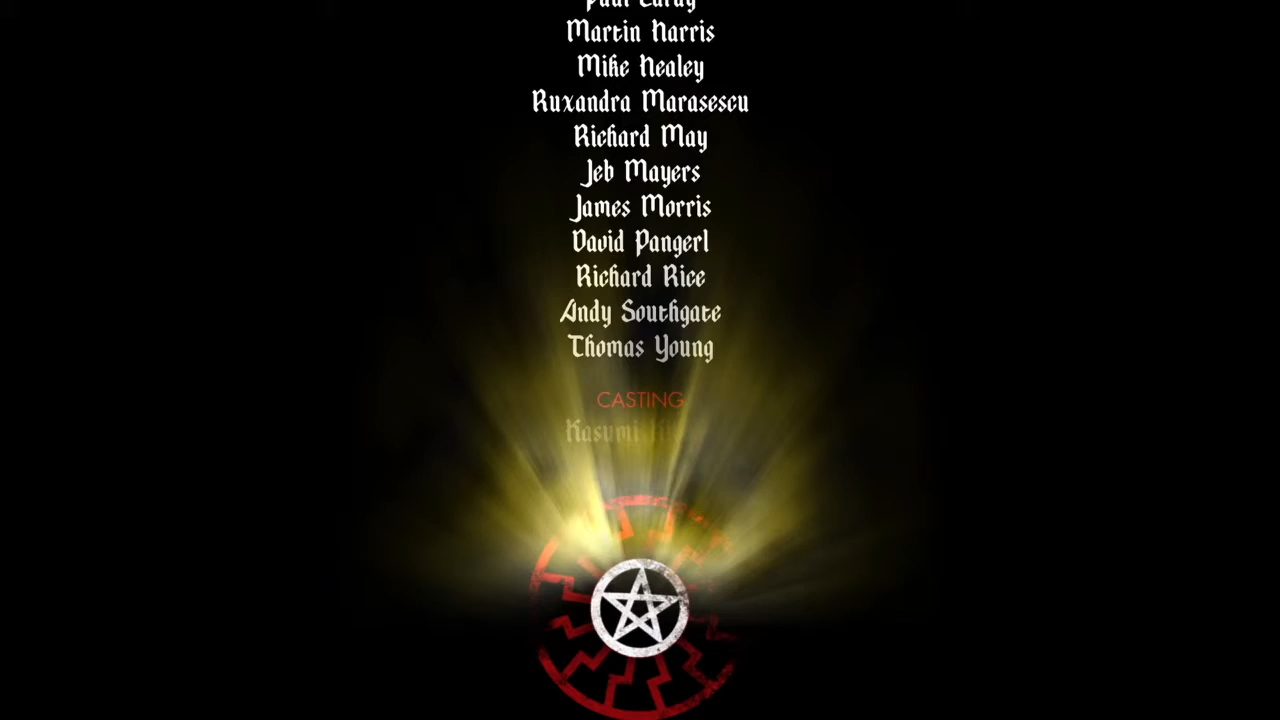 Martin Harris
Mike Healey
Ruxandra Marasescu
Richard May
Jeb Mayers
James Morris
David Pangerl
Richard Rice
Andy Southgate
Thomas Young
CASTING
Kasumi